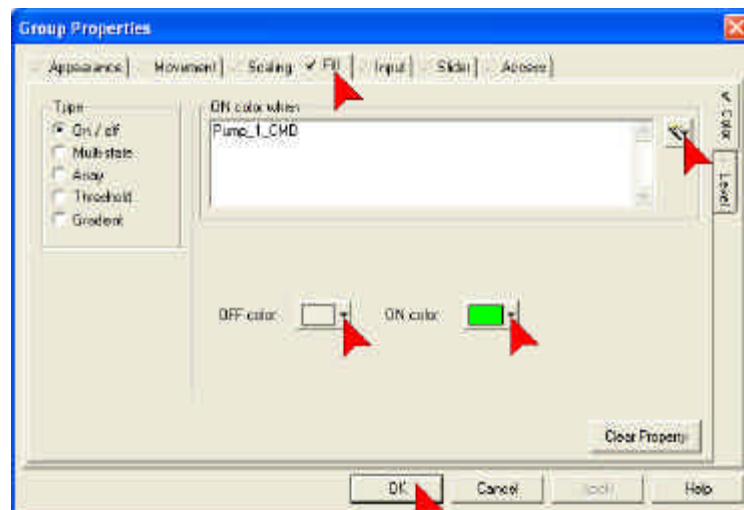 Group Properties
Appearance Movement Scaling Fill Input Slider Access
Type
On / off
Multi-state
Array
Threshold
Gradient
ON color when
Pump_1_CMD
Color
Level
OFF color
ON color
Clear Property
OK Cancel Apply Help